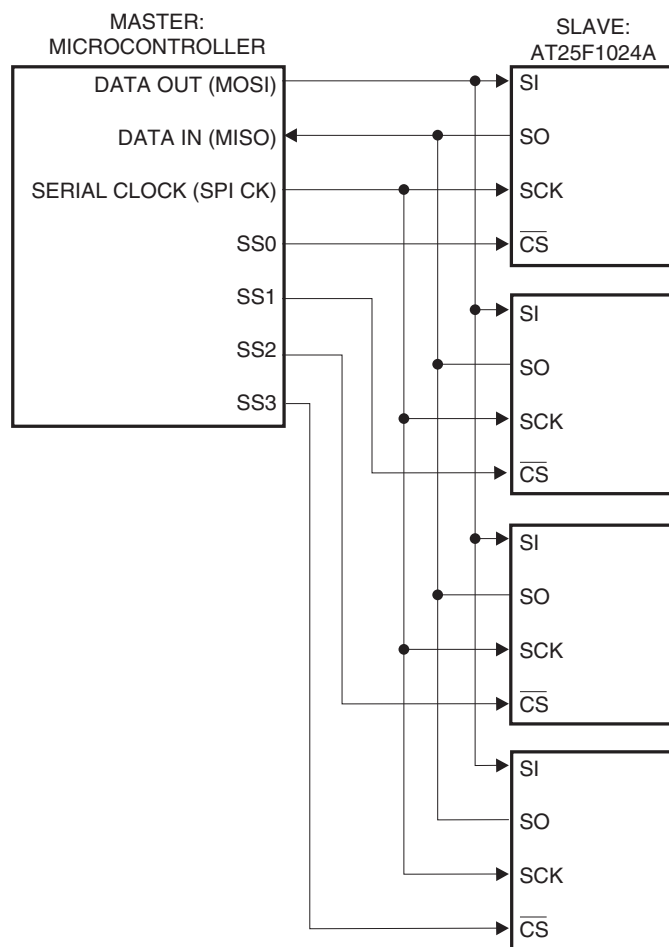 MASTER:
MICROCONTROLLER
SLAVE:
AT25F1024A
DATA OUT (MOSI)
DATA IN (MISO)
SERIAL CLOCK (SPI CK)
SS0
SS1
SS2
SS3
SI
SO
SCK
CS
SI
SO
SCK
CS
SI
SO
SCK
CS
SI
SO
SCK
CS